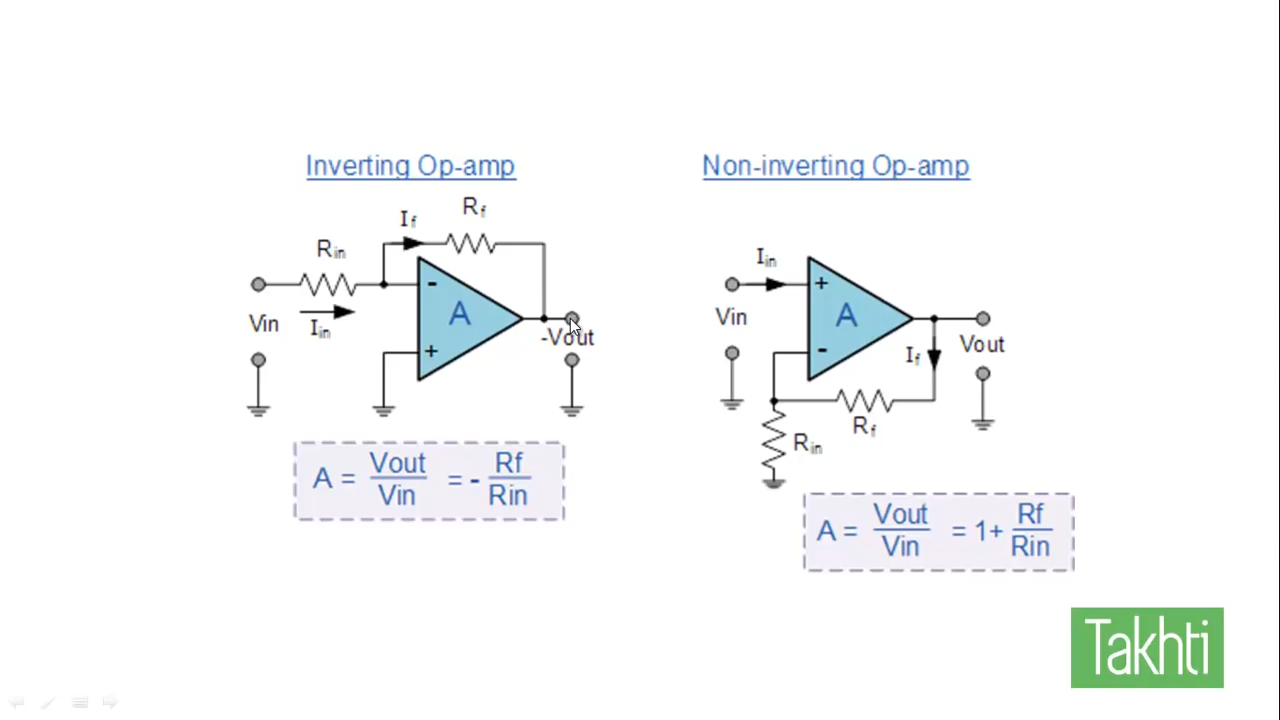 Inverting Op-amp
Rf
If
Rin
-
A
Vin
Iin
+
-Vout
A = Vout/Vin = - Rf/Rin
Non-inverting Op-amp
Iin
+
A
Vin
-
If
Vout
Rf
Rin
A = Vout/Vin = 1+ Rf/Rin
Takhti